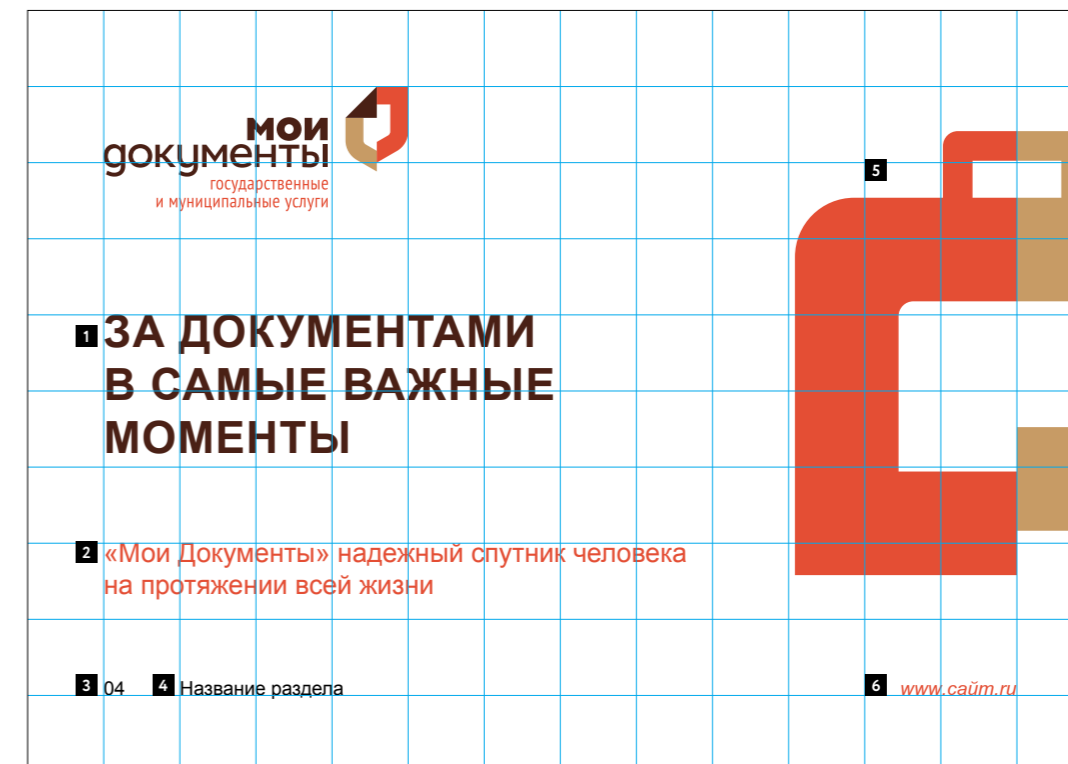 мои
документы
государственные
и муниципальные услуги
5
1 ЗА ДОКУМЕНТАМИ
В САМЫЕ ВАЖНЫЕ
МОМЕНТЫ
2 «Мои Документы» надежный спутник человека
на протяжении всей жизни
3 04 4 Название раздела
6 www.сайт.ru